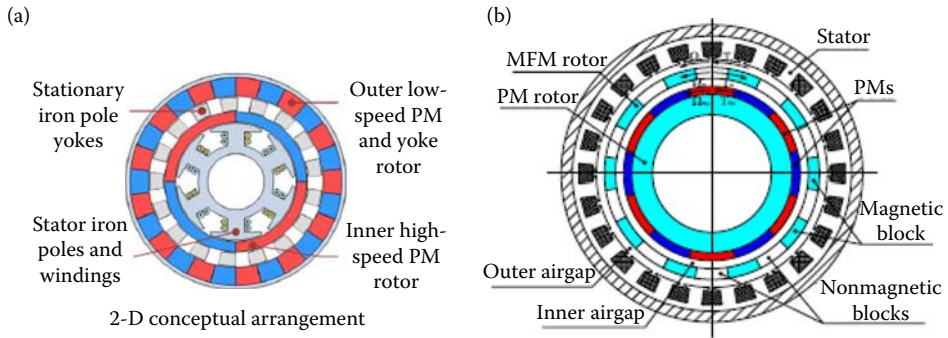 (a)
Stationary
iron pole
yokes
Outer low-
speed PM
and yoke
rotor
Stator iron
poles and
windings
Inner high-
speed PM
rotor
2-D conceptual arrangement
(b)
MFM rotor
PM rotor
Stator
PMs
Magnetic
block
Outer airgap
Inner airgap
Nonmagnetic
blocks